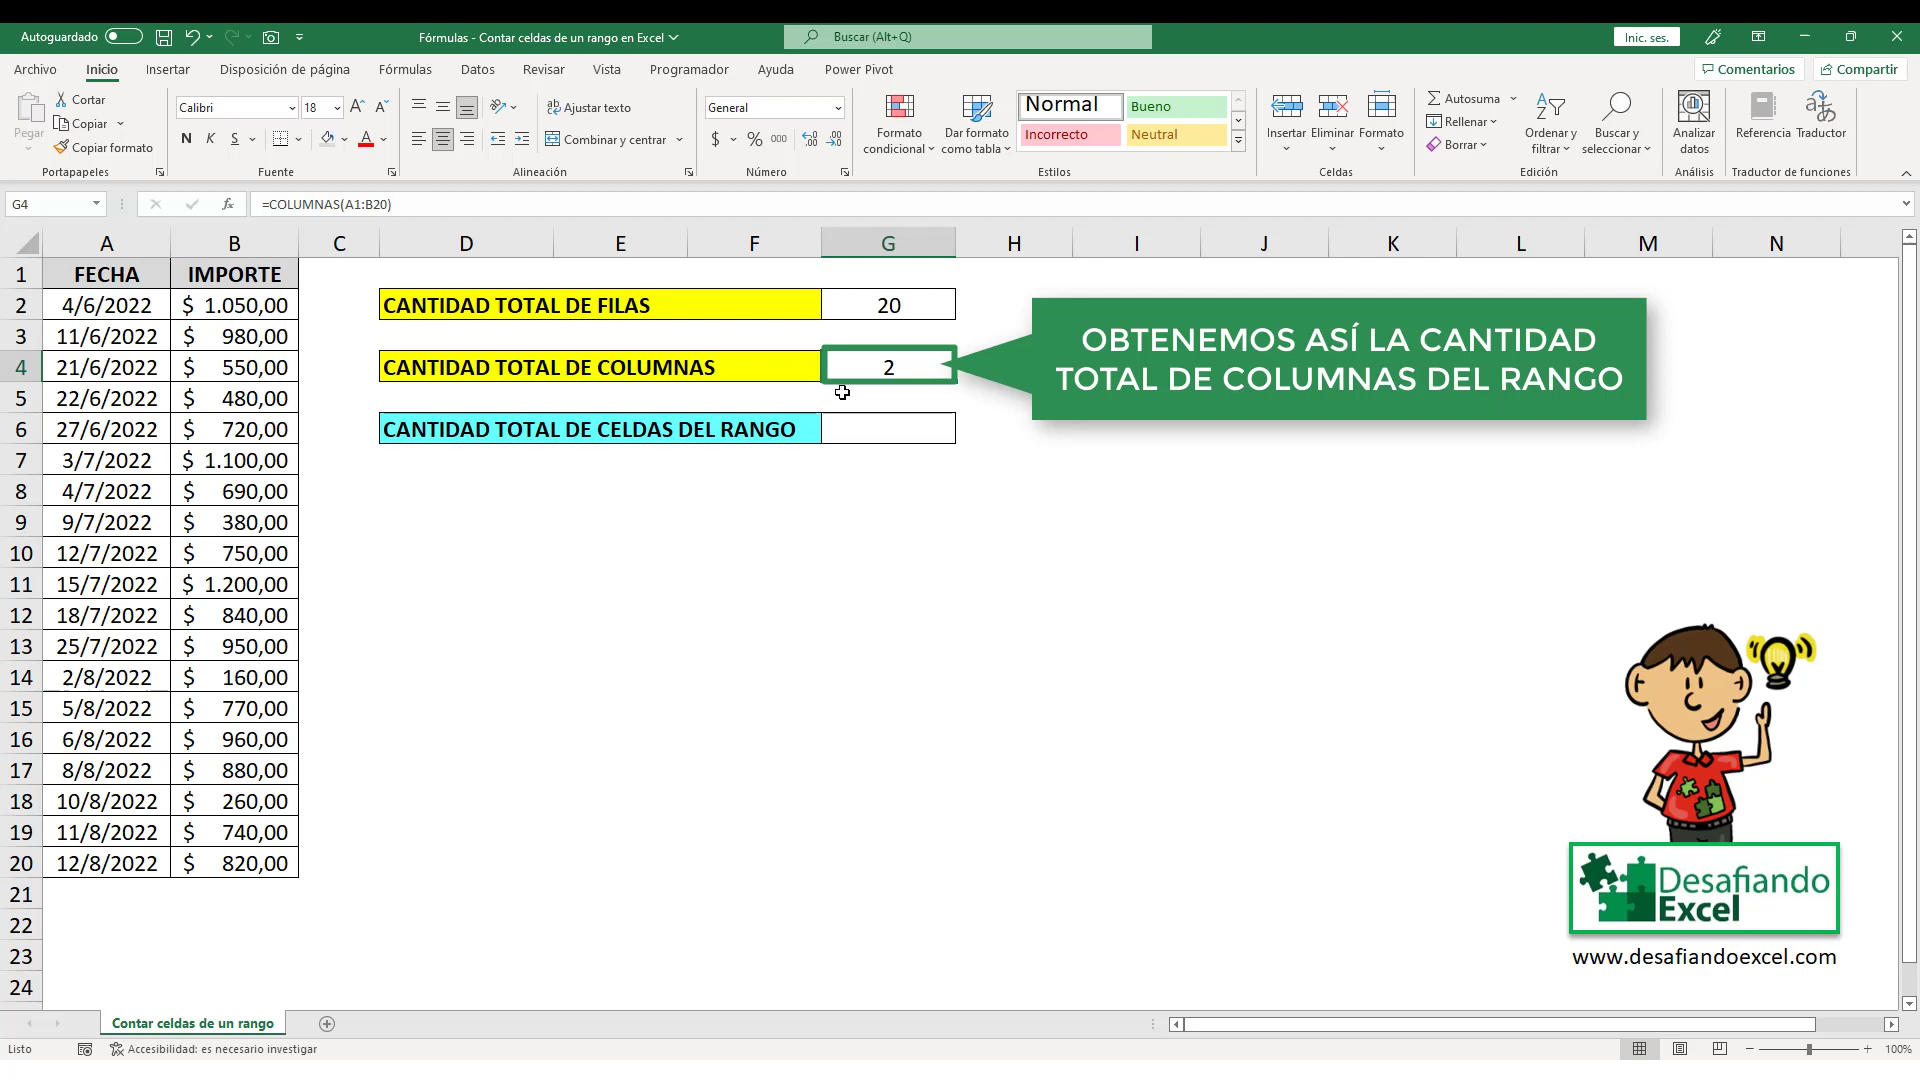 Autoguardado
Fórmulas - Contar celdas de un rango en Excel
Buscar (Alt+Q)
Inic. ses.
Archivo Inicio Insertar Disposición de página Fórmulas Datos Revisar Vista Programador Ayuda Power Pivot
Comentarios Compartir
Pegar
Cortar
Copiar
Copiar formato
Portapapeles
Calibri 18
N K S
Fuente
Ajustar texto
Combinar y centrar
Alineación
General
$ % 000
Número
Formato
condicional
Dar formato
como tabla
Normal Bueno
Incorrecto Neutral
Estilos
Insertar Eliminar Formato
Celdas
Autosuma
Rellenar
Borrar
Ordenar y
filtrar
Buscar y
seleccionar
Edición
Analizar
datos
Análisis
Referencia Traductor
Traductor de funciones
G4 fx =COLUMNAS(A1:B20)
A B C D E F G H I J K L M N
1 FECHA IMPORTE
2 4/6/2022 $ 1.050,00 CANTIDAD TOTAL DE FILAS 20
3 11/6/2022 $ 980,00
4 21/6/2022 $ 550,00 CANTIDAD TOTAL DE COLUMNAS 2
5 22/6/2022 $ 480,00
6 27/6/2022 $ 720,00 CANTIDAD TOTAL DE CELDAS DEL RANGO
7 3/7/2022 $ 1.100,00
8 4/7/2022 $ 690,00
9 9/7/2022 $ 380,00
10 12/7/2022 $ 750,00
11 15/7/2022 $ 1.200,00
12 18/7/2022 $ 840,00
13 25/7/2022 $ 950,00
14 2/8/2022 $ 160,00
15 5/8/2022 $ 770,00
16 6/8/2022 $ 960,00
17 8/8/2022 $ 880,00
18 10/8/2022 $ 260,00
19 11/8/2022 $ 740,00
20 12/8/2022 $ 820,00
21
22
23
24
OBTENEMOS ASÍ LA CANTIDAD
TOTAL DE COLUMNAS DEL RANGO
Desafiando
Excel
www.desafiandoexcel.com
Contar celdas de un rango
Listo
Accesibilidad: es necesario investigar
100%